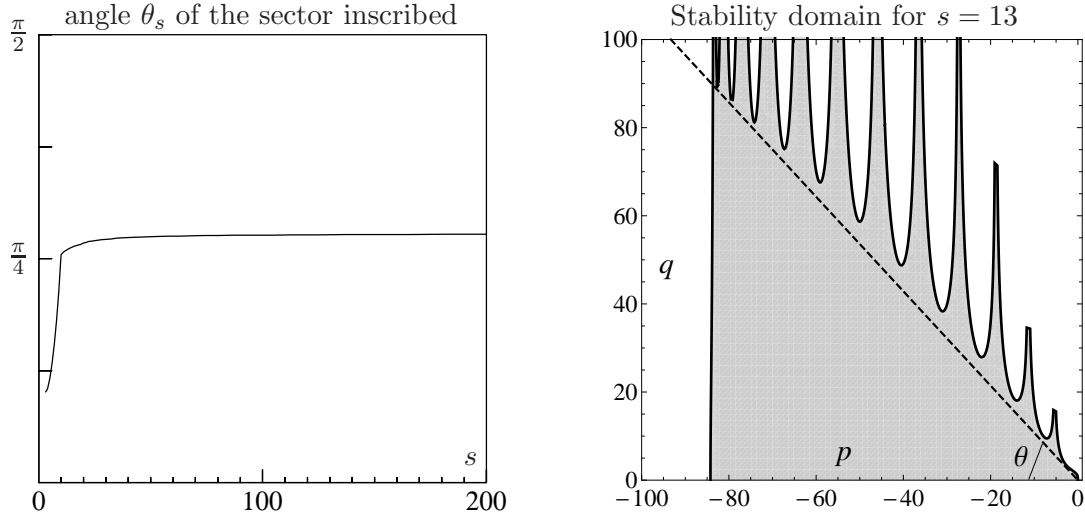 angle θ_s of the sector inscribed
π/2
π/4
s
0 100 200
Stability domain for s = 13
100
80
60
40
20
0
q
p
θ
−100 −80 −60 −40 −20 0